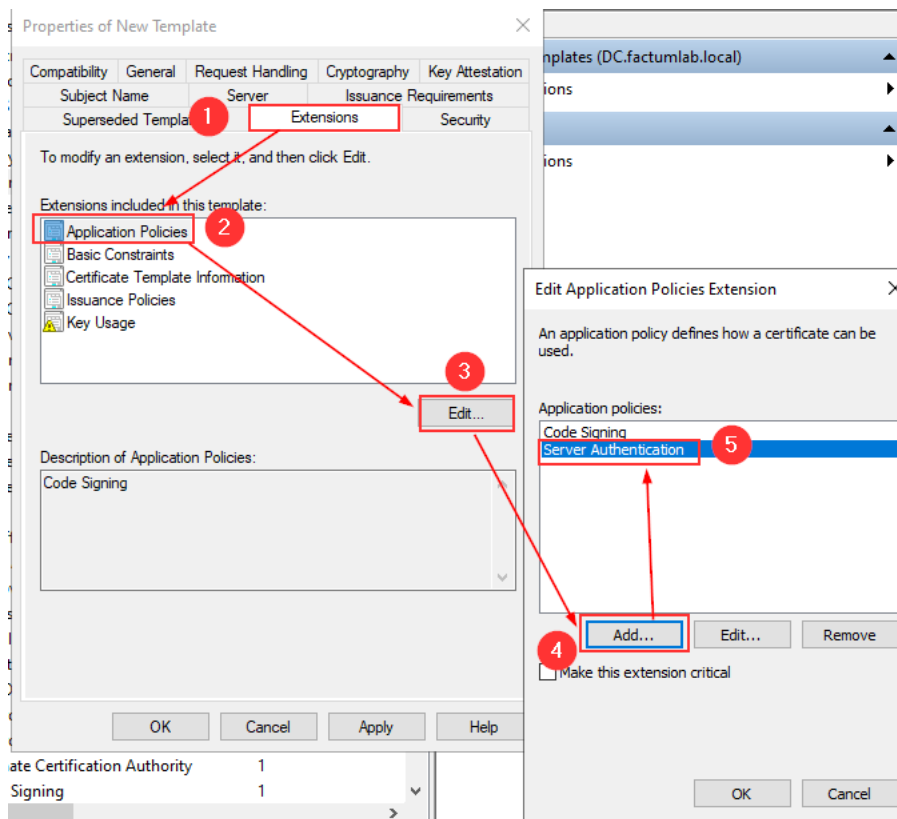 Properties of New Template
Compatibility General Request Handling Cryptography Key Attestation
Subject Name Server Issuance Requirements
Superseded Templa 1 Extensions Security
To modify an extension, select it, and then click Edit.
Extensions included in this template:
Application Policies 2
Basic Constraints
Certificate Template Information
Issuance Policies
Key Usage
3
Edit...
Description of Application Policies:
Code Signing
OK Cancel Apply Help
ate Certification Authority 1
Signing 1
nplates (DC.factumlab.local)
ions
ions
Edit Application Policies Extension
An application policy defines how a certificate can be
used.
Application policies:
Code Signing
Server Authentication 5
Add... Edit... Remove
4
Make this extension critical
OK Cancel